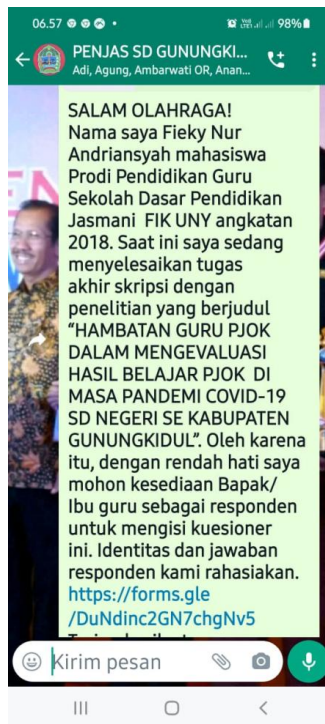 06.57
98%
PENJAS SD GUNUNGKI...
Adi, Agung, Ambarwati OR, Anan...
SALAM OLAHRAGA!
Nama saya Fieky Nur
Andriansyah mahasiswa
Prodi Pendidikan Guru
Sekolah Dasar Pendidikan
Jasmani FIK UNY angkatan
2018. Saat ini saya sedang
menyelesaikan tugas
akhir skripsi dengan
penelitian yang berjudul
“HAMBATAN GURU PJOK
DALAM MENGEVALUASI
HASIL BELAJAR PJOK DI
MASA PANDEMI COVID-19
SD NEGERI SE KABUPATEN
GUNUNGKIDUL”. Oleh karena
itu, dengan rendah hati saya
mohon kesediaan Bapak/
Ibu guru sebagai responden
untuk mengisi kuesioner
ini. Identitas dan jawaban
responden kami rahasiakan.
https://forms.gle
/DuNdinc2GN7chgNv5
Kirim pesan